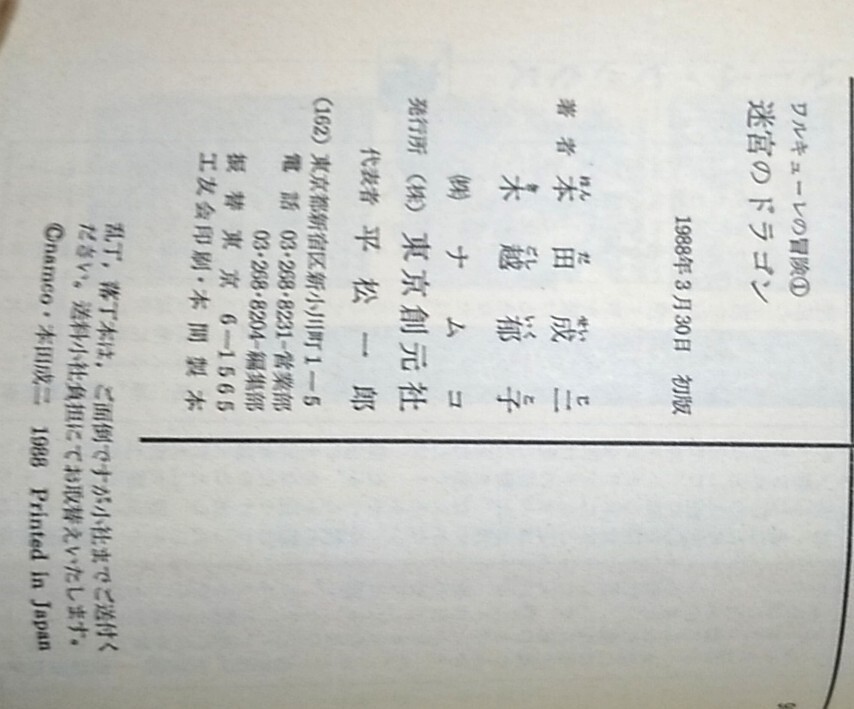 ワルキューレの冒険①
迷宮のドラゴン
1988年3月30日 初版
著者 本田成二
木越郁子
㈱ナムコ
発行所 (株) 東京創元社
代表者 平松一郎
(162) 東京都新宿区新小川町1-5
電話 03・268・8231-営業部
03・268・8204-編集部
振替東京 6-1565
工友会印刷・本間製本
乱丁,落丁本は,ご面倒ですが小社までご送付く
ださい。送料小社負担にてお取替えいたします。
©namco・本田成二 1988 Printed in Japan